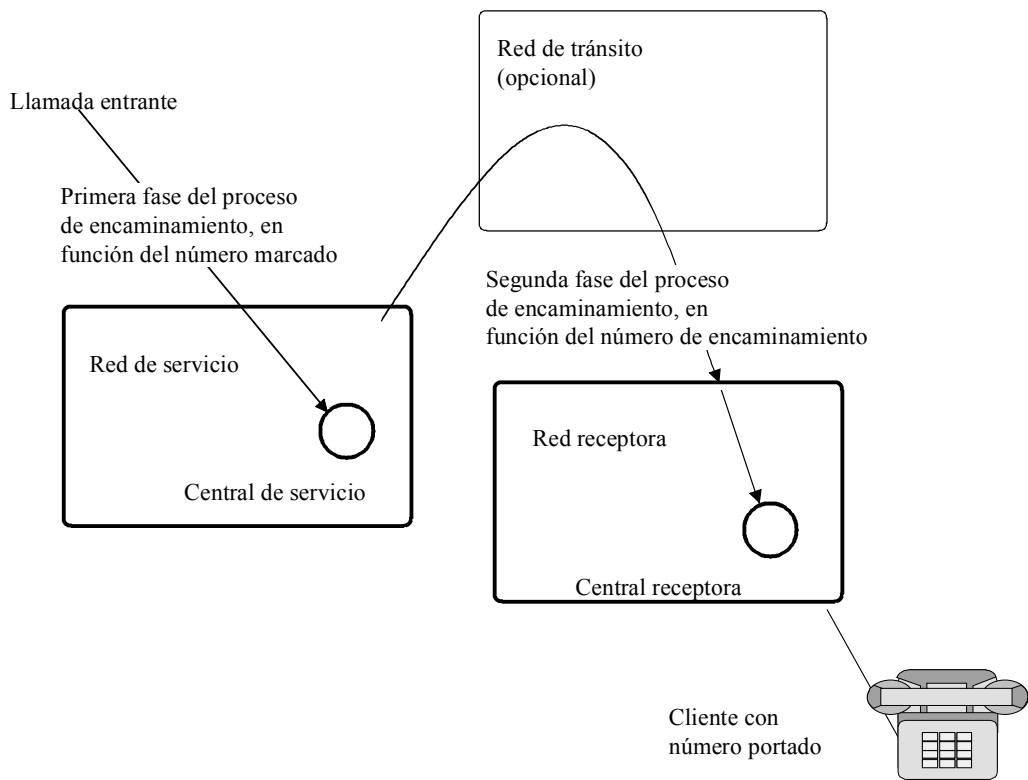 Red de tránsito
(opcional)
Llamada entrante
Primera fase del proceso
de encaminamiento, en
función del número marcado
Segunda fase del proceso
de encaminamiento, en
función del número de encaminamiento
Red de servicio
Central de servicio
Red receptora
Central receptora
Cliente con
número portado